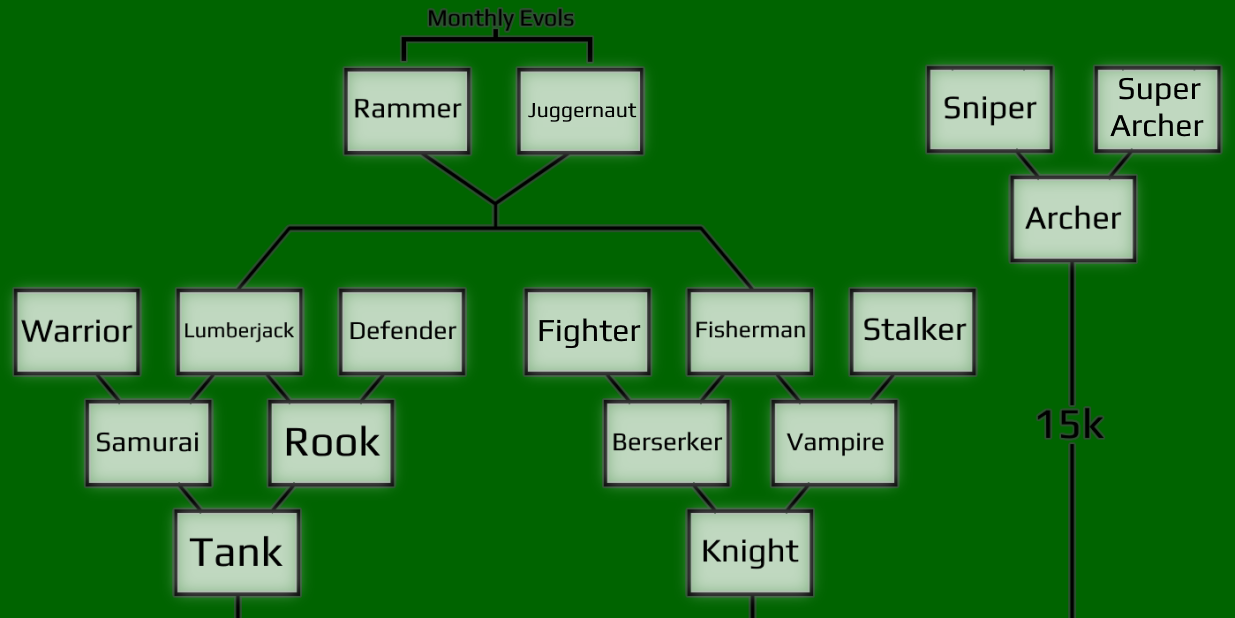 Monthly Evols
Rammer
Juggernaut
Sniper
Super
Archer
Archer
Warrior
Lumberjack
Defender
Fighter
Fisherman
Stalker
15k
Samurai
Rook
Berserker
Vampire
Tank
Knight